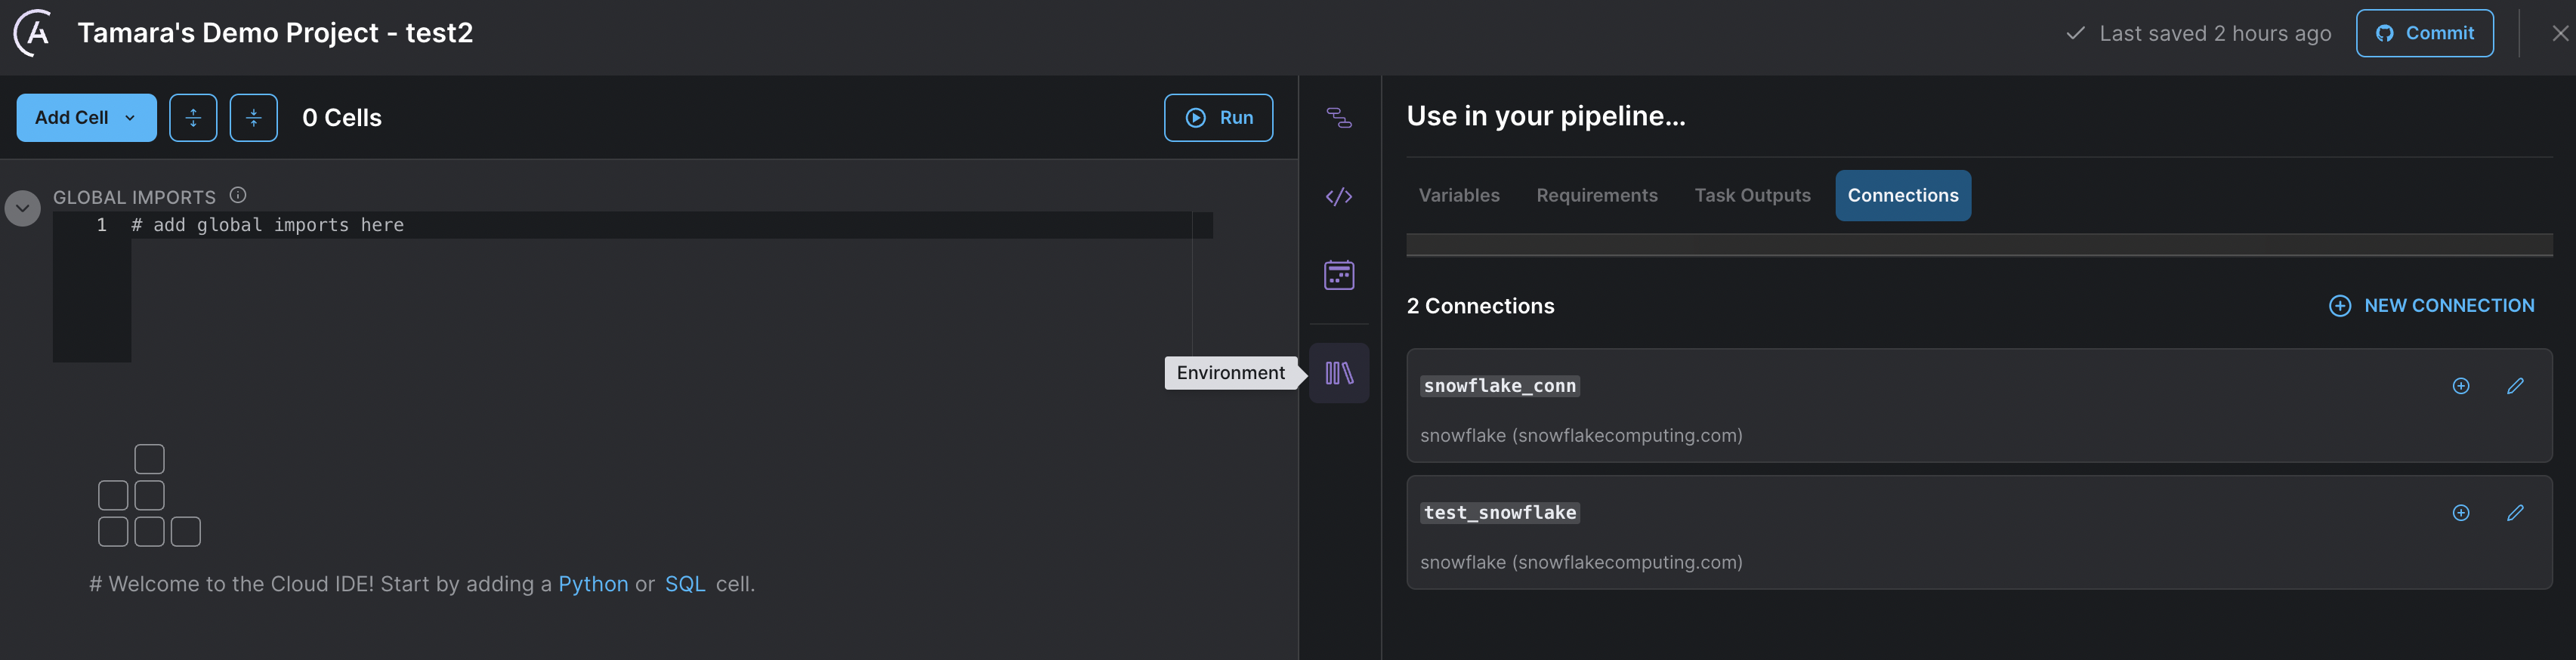 Tamara's Demo Project - test2
Last saved 2 hours ago
Commit
Add Cell
0 Cells
Run
GLOBAL IMPORTS
1 # add global imports here
Environment
# Welcome to the Cloud IDE! Start by adding a Python or SQL cell.
Use in your pipeline...
Variables Requirements Task Outputs Connections
2 Connections
NEW CONNECTION
snowflake_conn
snowflake (snowflakecomputing.com)
test_snowflake
snowflake (snowflakecomputing.com)